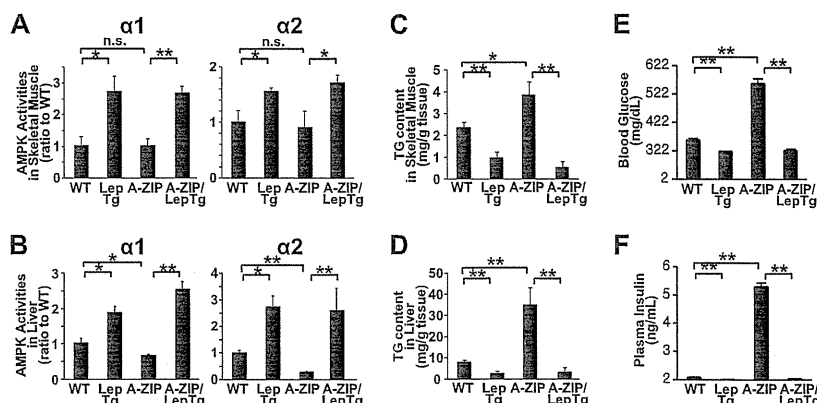 A
α1
α2
AMPK Activities
in Skeletal Muscle
(ratio to WT)
n.s.
*
**
3
2
1
0
WT
Lep
Tg
A-ZIP
A-ZIP/
LepTg
n.s.
*
*
2
1
0
WT
Lep
Tg
A-ZIP
A-ZIP/
LepTg
C
TG content
in Skeletal Muscle
(mg/g tissue)
*
**
**
5
4
3
2
1
0
WT
Lep
Tg
A-ZIP
A-ZIP/
LepTg
E
Blood Glucose
(mg/dL)
**
**
**
622
522
422
322
2
WT
Lep
Tg
A-ZIP
A-ZIP/
LepTg
B
α1
α2
AMPK Activities
in Liver
(ratio to WT)
*
*
**
3
2
1
0
WT
Lep
Tg
A-ZIP
A-ZIP/
LepTg
**
*
**
4
3
2
1
0
WT
Lep
Tg
A-ZIP
A-ZIP/
LepTg
D
TG content
in Liver
(mg/g tissue)
**
**
**
50
40
30
20
10
0
WT
Lep
Tg
A-ZIP
A-ZIP/
LepTg
F
Plasma Insulin
(ng/mL)
**
**
**
6
5
4
3
2
WT
Lep
Tg
A-ZIP
A-ZIP/
LepTg